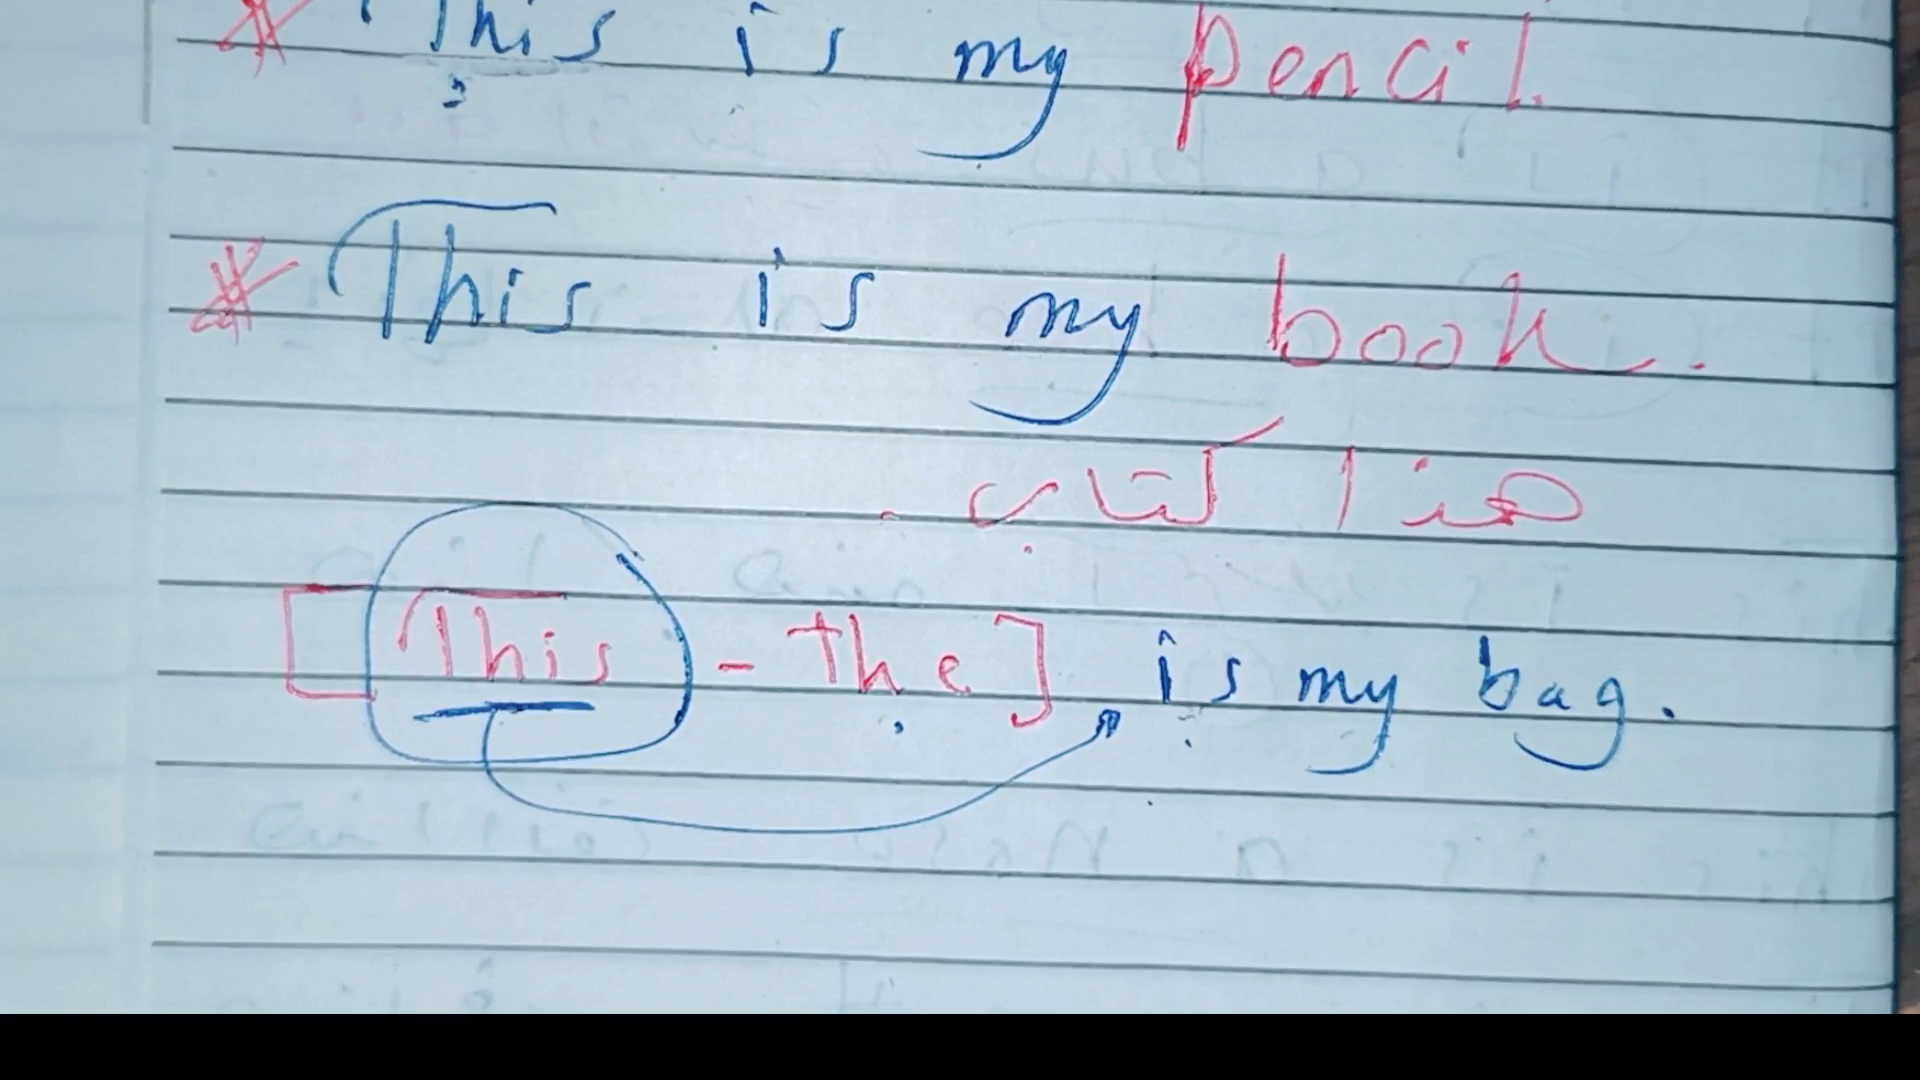 * This is my pencil.
* This is my book.
هذا كتاب.
[This - The] is my bag.